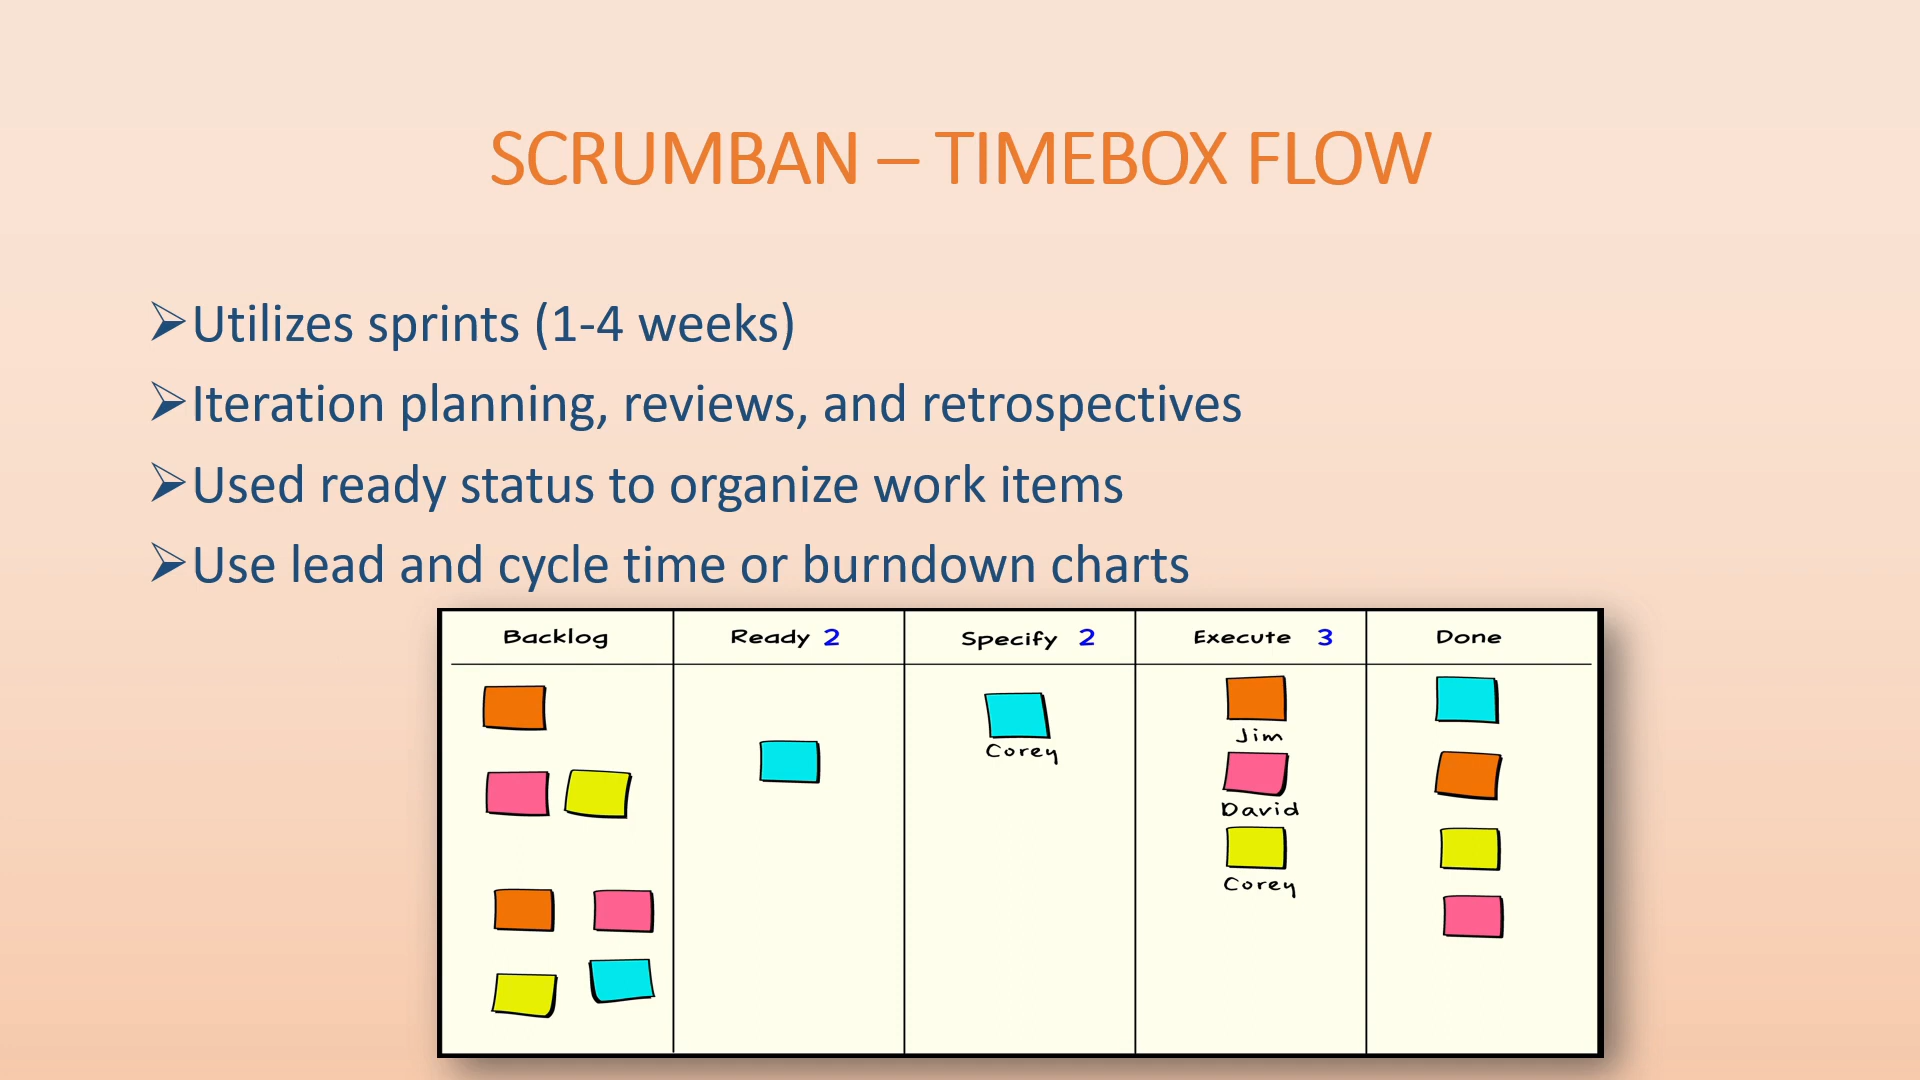 SCRUMBAN – TIMEBOX FLOW
➢Utilizes sprints (1-4 weeks)
➢Iteration planning, reviews, and retrospectives
➢Used ready status to organize work items
➢Use lead and cycle time or burndown charts
Backlog Ready 2 Specify 2 Execute 3 Done
Jim
Corey
David
Corey